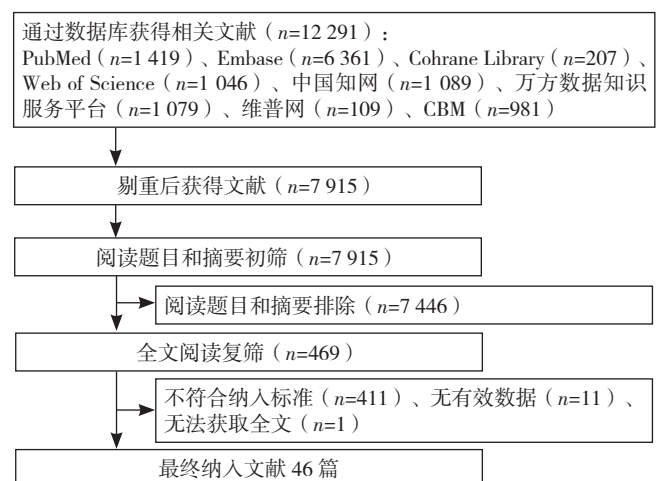 通过数据库获得相关文献（n=12 291）：
PubMed（n=1 419）、Embase（n=6 361）、Cohrane Library（n=207）、
Web of Science（n=1 046）、中国知网（n=1 089）、万方数据知识
服务平台（n=1 079）、维普网（n=109）、CBM（n=981）
剔重后获得文献（n=7 915）
阅读题目和摘要初筛（n=7 915）
阅读题目和摘要排除（n=7 446）
全文阅读复筛（n=469）
不符合纳入标准（n=411）、无有效数据（n=11）、
无法获取全文（n=1）
最终纳入文献 46 篇